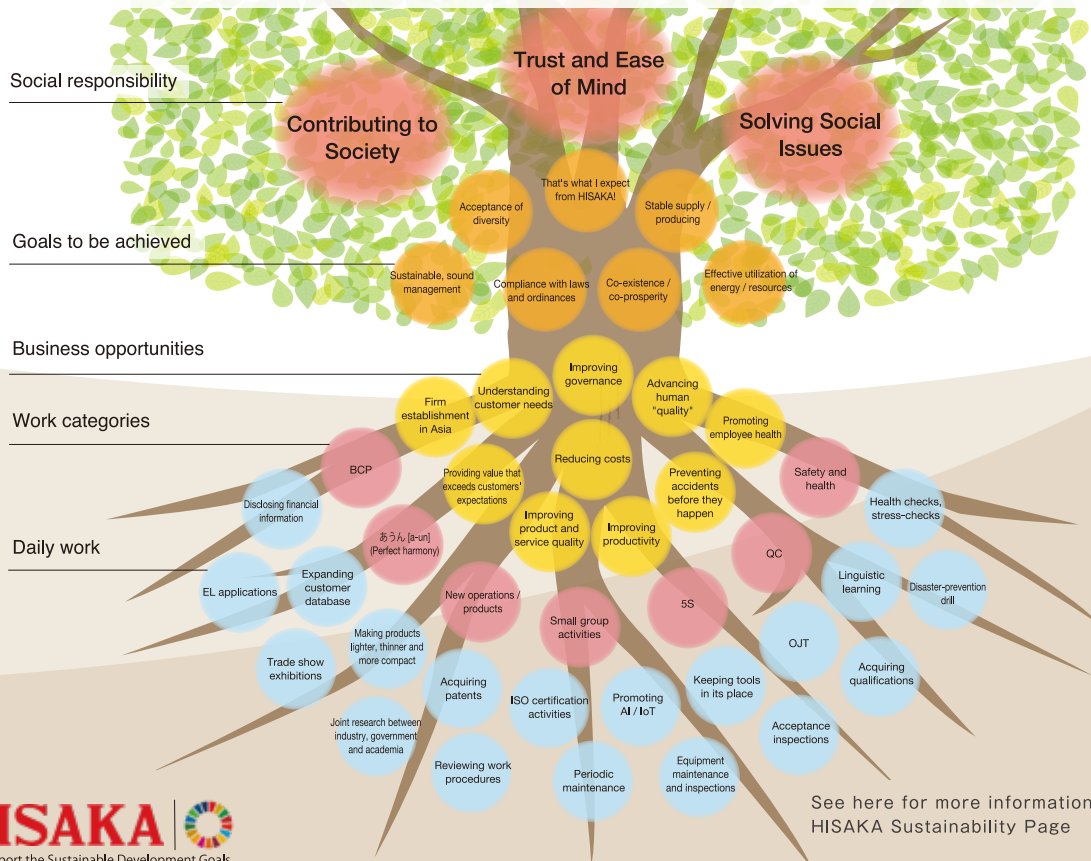 Social responsibility
Trust and Ease
of Mind
Contributing to
Society
Solving Social
Issues
That's what I expect
from HISAKA!
Acceptance of
diversity
Stable supply /
producing
Goals to be achieved
Sustainable, sound
management
Compliance with laws
and ordinances
Co-existence /
co-prosperity
Effective utilization of
energy / resources
Business opportunities
Improving
governance
Understanding
customer needs
Advancing
human
"quality"
Firm
establishment
in Asia
Promoting
employee health
Work categories
BCP
Providing value that
exceeds customers'
expectations
Reducing costs
Preventing
accidents
before they
happen
Safety and
health
Disclosing financial
information
Health checks,
stress-checks
Improving
product and
service quality
Improving
productivity
Daily work
あうん [a-un]
(Perfect harmony)
QC
EL applications
Expanding
customer
database
New operations /
products
Small group
activities
5S
Linguistic
learning
Disaster-prevention
drill
Making products
lighter, thinner and
more compact
OJT
Trade show
exhibitions
Acquiring
patents
ISO certification
activities
Promoting
AI / IoT
Keeping tools
in its place
Acquiring
qualifications
Joint research between
industry, government
and academia
Acceptance
inspections
Reviewing work
procedures
Periodic
maintenance
Equipment
maintenance
and inspections
ISAKA
port the Sustainable Development Goals
See here for more information
HISAKA Sustainability Page